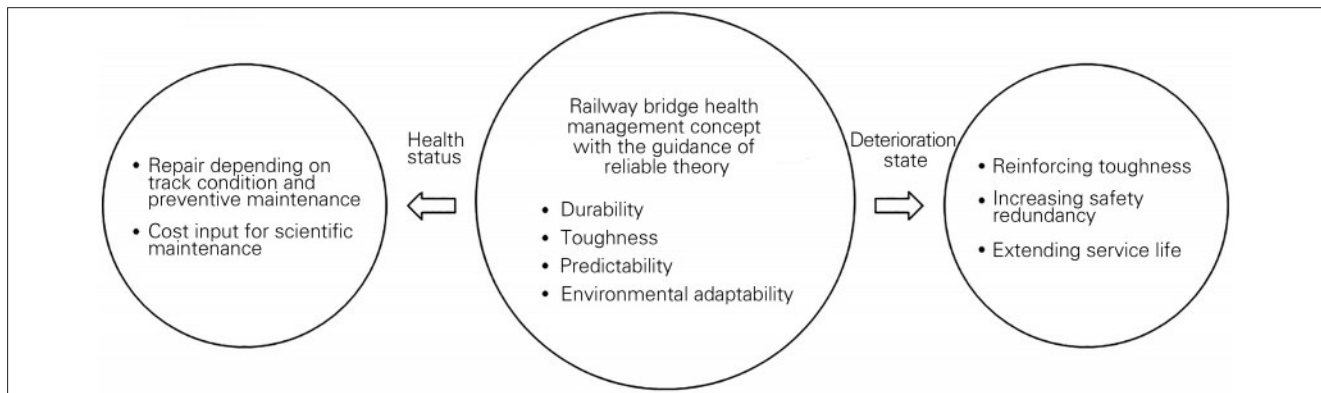 • Repair depending on
track condition and
preventive maintenance
• Cost input for scientific
maintenance
Health
status
Railway bridge health
management concept
with the guidance of
reliable theory
• Durability
• Toughness
• Predictability
• Environmental adaptability
Deterioration
state
• Reinforcing toughness
• Increasing safety
redundancy
• Extending service life